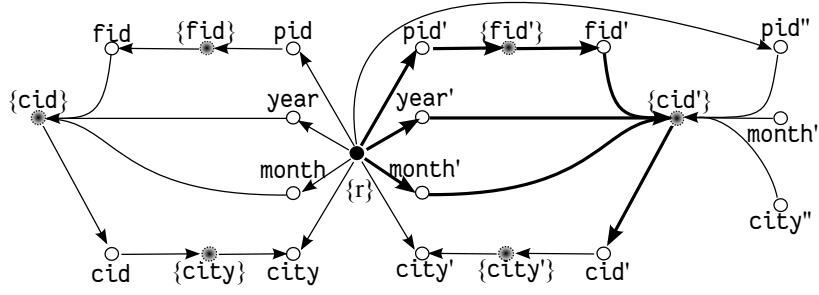 fid {fid} pid pid' {fid'} fid' pid"
{cid} year year' {cid'}
month' 
month month'
{r}
city"
cid {city} city city' {city'} cid'